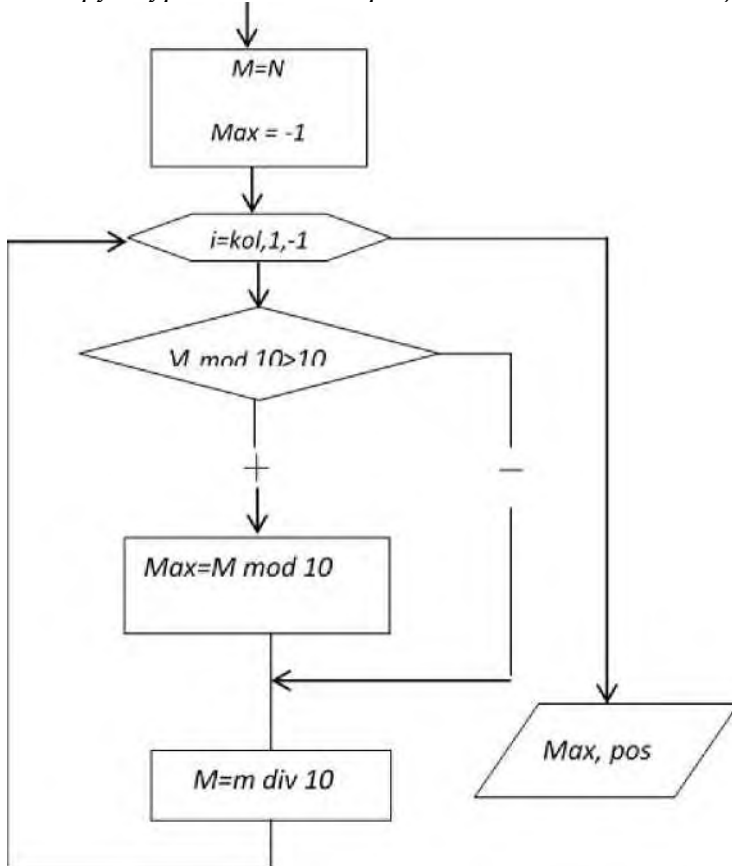 M=N
Max = -1
i=kol,1,-1
mod 10>10
+
—
Max=M mod 10
Max, pos
M=m div 10